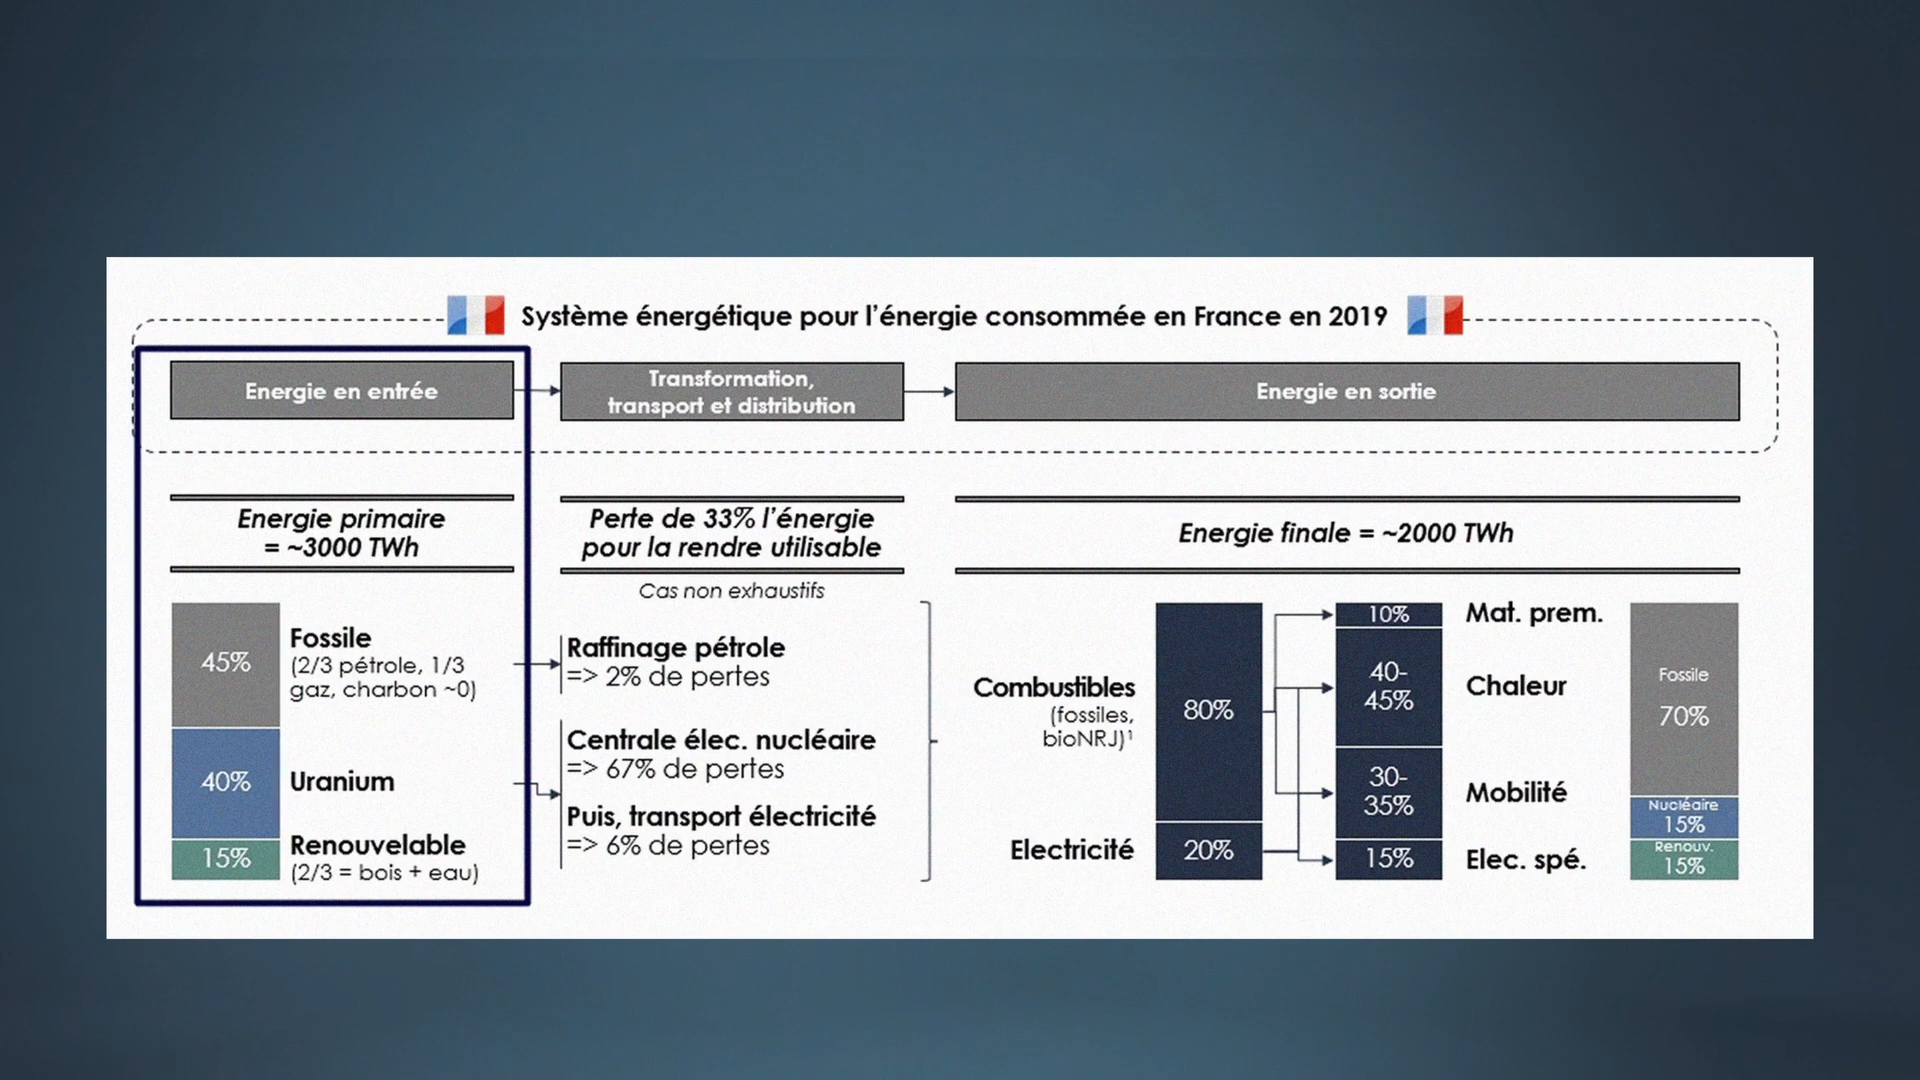 Système énergétique pour l'énergie consommée en France en 2019
Energie en entrée
Transformation,
transport et distribution
Energie en sortie
Energie primaire
= ~3000 TWh
Perte de 33% l'énergie
pour la rendre utilisable
Energie finale = ~2000 TWh
Cas non exhaustifs
45%
Fossile
(2/3 pétrole, 1/3
gaz, charbon ~0)
40%
Uranium
15%
Renouvelable
(2/3 = bois + eau)
Raffinage pétrole
=> 2% de pertes
Centrale élec. nucléaire
=> 67% de pertes
Puis, transport électricité
=> 6% de pertes
Combustibles
(fossiles,
bioNRJ)¹
80%
Electricité
20%
10%
Mat. prem.
40-
45%
Chaleur
30-
35%
Mobilité
15%
Elec. spé.
Fossile
70%
Nucléaire
15%
Renouv.
15%